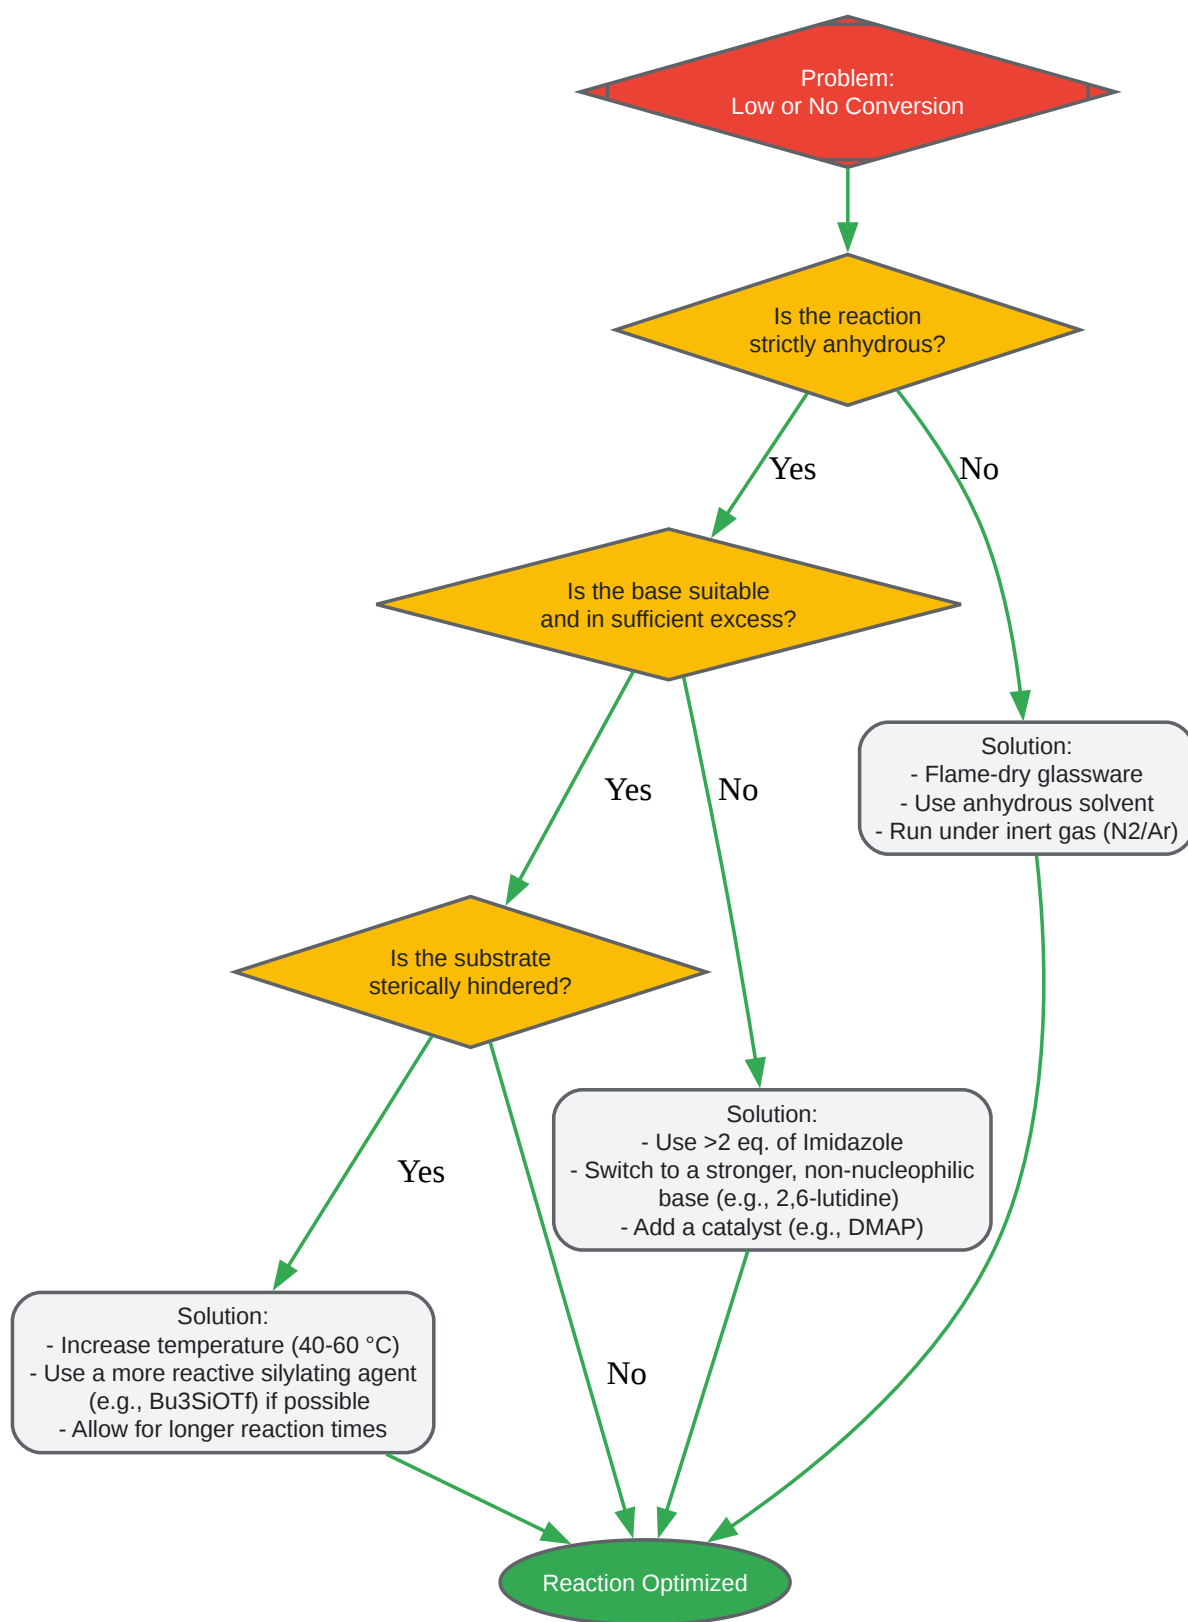 Problem:
Low or No Conversion
Is the reaction
strictly anhydrous?
Yes
No
Is the base suitable
and in sufficient excess?
Yes
No
Solution:
- Flame-dry glassware
- Use anhydrous solvent
- Run under inert gas (N2/Ar)
Is the substrate
sterically hindered?
Yes
No
Solution:
- Use >2 eq. of Imidazole
- Switch to a stronger, non-nucleophilic
base (e.g., 2,6-lutidine)
- Add a catalyst (e.g., DMAP)
Solution:
- Increase temperature (40-60 °C)
- Use a more reactive silylating agent
(e.g., Bu3SiOTf) if possible
- Allow for longer reaction times
Reaction Optimized